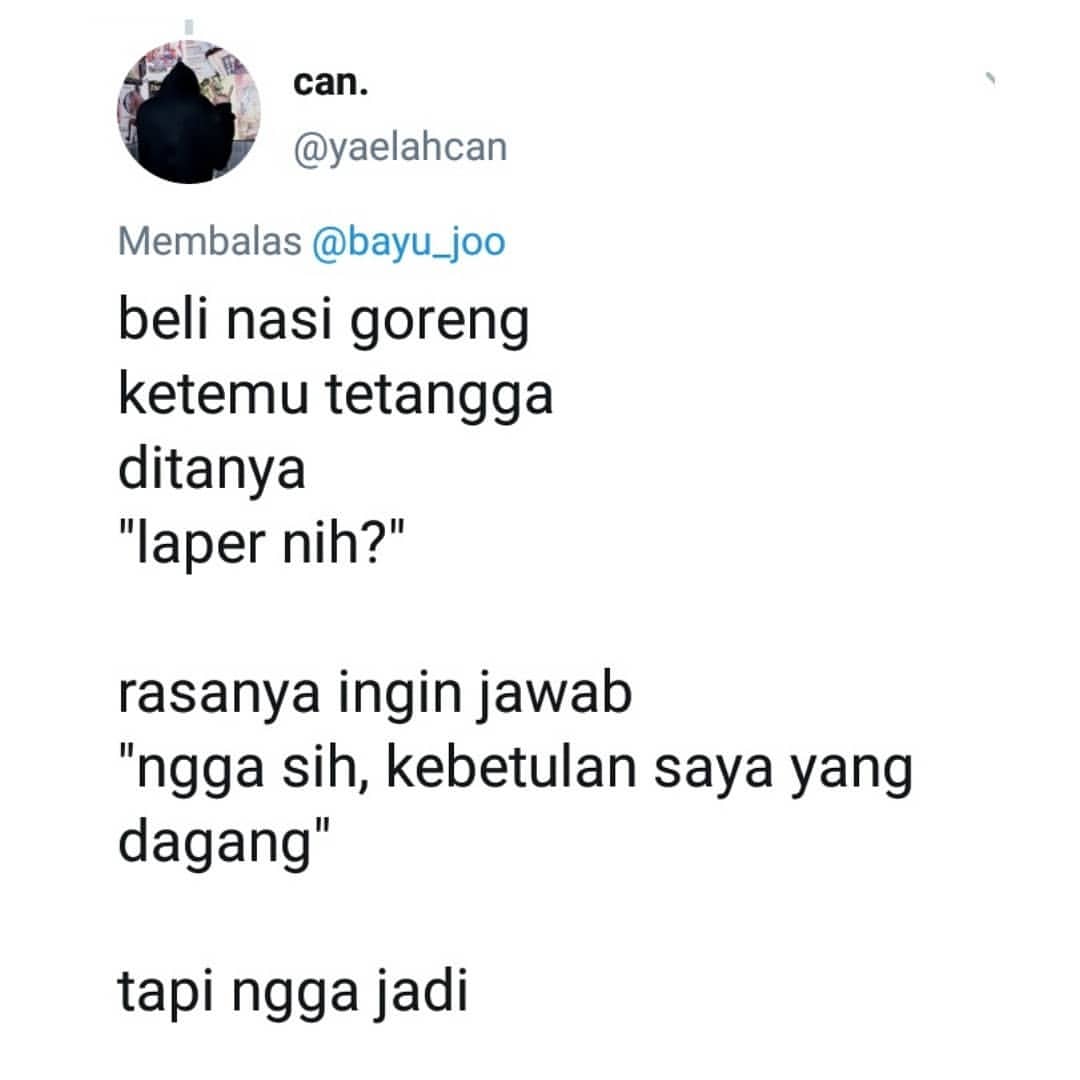 can.
@yaelahcan
Membalas @bayu_joo
beli nasi goreng
ketemu tetangga
ditanya
"laper nih?"
rasanya ingin jawab
"ngga sih, kebetulan saya yang
dagang"
tapi ngga jadi